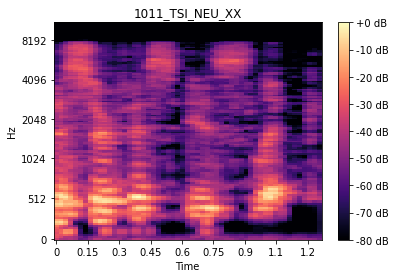 1011_TSI_NEU_XX
Hz
8192
4096
2048
1024
512
0
0 0.15 0.3 0.45 0.6 0.75 0.9 1.1 1.2
Time
+0 dB
-10 dB
-20 dB
-30 dB
-40 dB
-50 dB
-60 dB
-70 dB
-80 dB